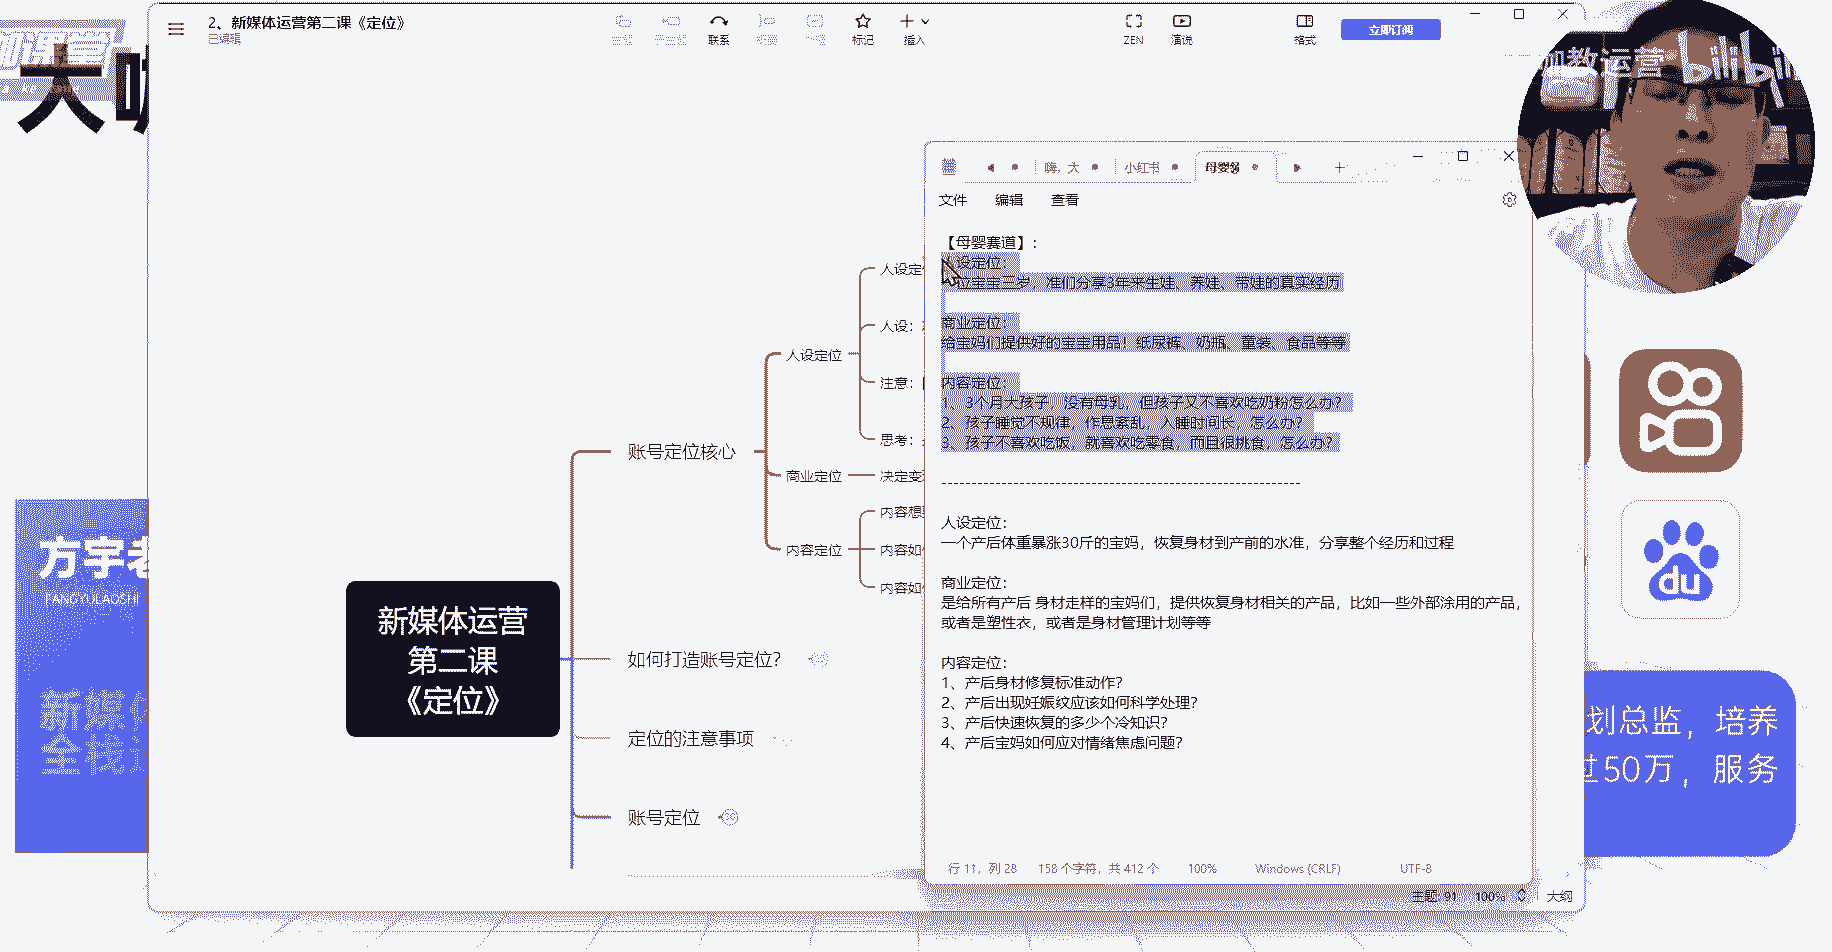 2、新媒体运营第二课《定位》
已编辑
联系
标记
插入
ZEN
演说
格式
立即订阅
咖教运营 bilibili
嗨，大
小红书
文件
编辑
查看
【母婴赛道】：
人设定位：
位宝宝三岁，准们分享3年来生娃、养娃、带娃的真实经历
商业定位：
给宝妈们提供好的宝宝用品！纸尿裤、奶瓶、童装、食品等等
内容定位：
1、3个月大孩子，没有母乳，但孩子又不喜欢吃奶粉怎么办？
2、孩子睡觉不规律，作息紊乱，入睡时间长，怎么办？
3、孩子不喜欢吃饭，就喜欢吃零食，而且很挑食，怎么办？
------------------------------------------------------------
人设定位：
一个产后体重暴涨30斤的宝妈，恢复身材到产前的水准，分享整个经历和过程
商业定位：
是给所有产后 身材走样的宝妈们，提供恢复身材相关的产品，比如一些外部涂用的产品，
或者是塑性衣，或者是身材管理计划等等
内容定位：
1、产后身材修复标准动作？
2、产后出现妊娠纹应该如何科学处理？
3、产后快速恢复的多少个冷知识？
4、产后宝妈如何应对情绪焦虑问题？
行 11，列 28
158 个字符，共 412 个
100%
Windows (CRLF)
UTF-8
主题: 91
100%
大纲
新媒体运营
第二课
《定位》
账号定位核心
人设定位
人设定
人设：
注意：
思考：
商业定位
决定变
内容定位
内容想
内容如
内容如
如何打造账号定位？
定位的注意事项
账号定位
大
方宇老
FANGYULAOSHI
新媒体
全栈
du
划总监，培养
过50万，服务